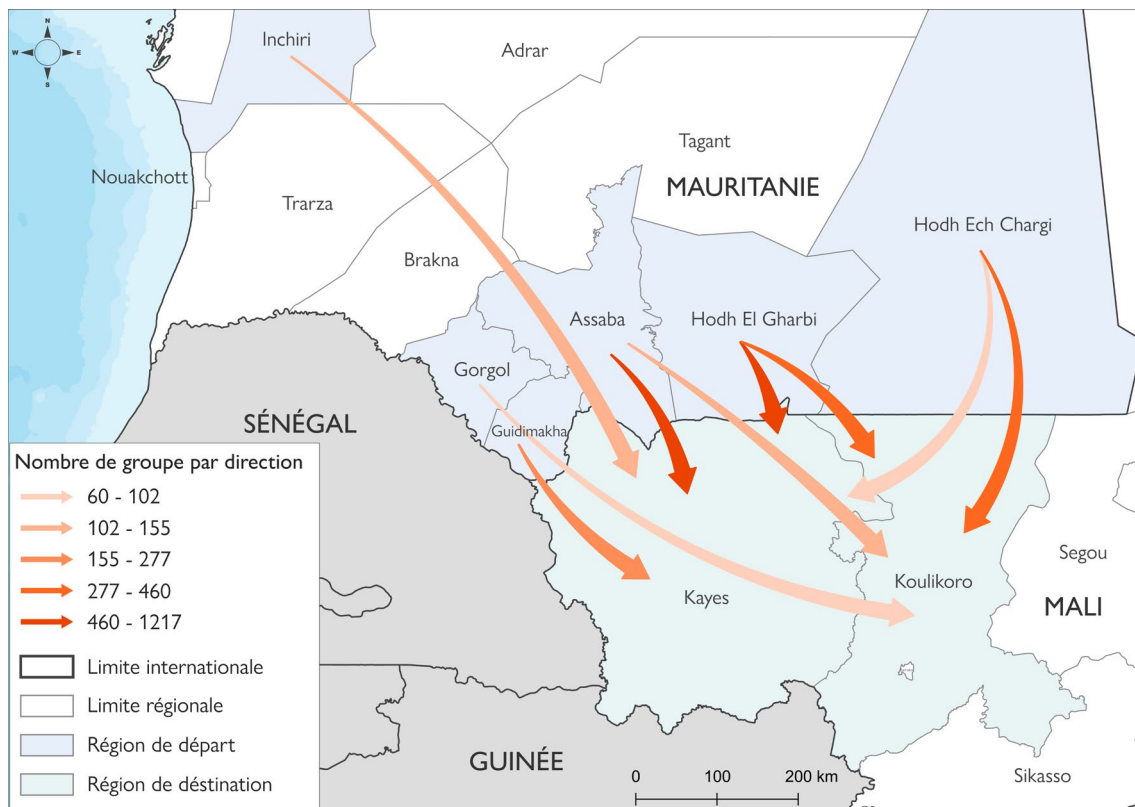 N
W
E
S
Inchiri
Adrar
Tagant
Nouakchott
MAURITANIE
Trarza
Hodh Ech Chargi
Brakna
Assaba
Hodh El Gharbi
Gorgol
SÉNÉGAL
Guidimakha
Nombre de groupe par direction
60 - 102
102 - 155
155 - 277
277 - 460
460 - 1217
Limite internationale
Limite régionale
Région de départ
Région de déstination
Segou
Koulikoro
Kayes
MALI
GUINÉE
Sikasso
0 100 200 km